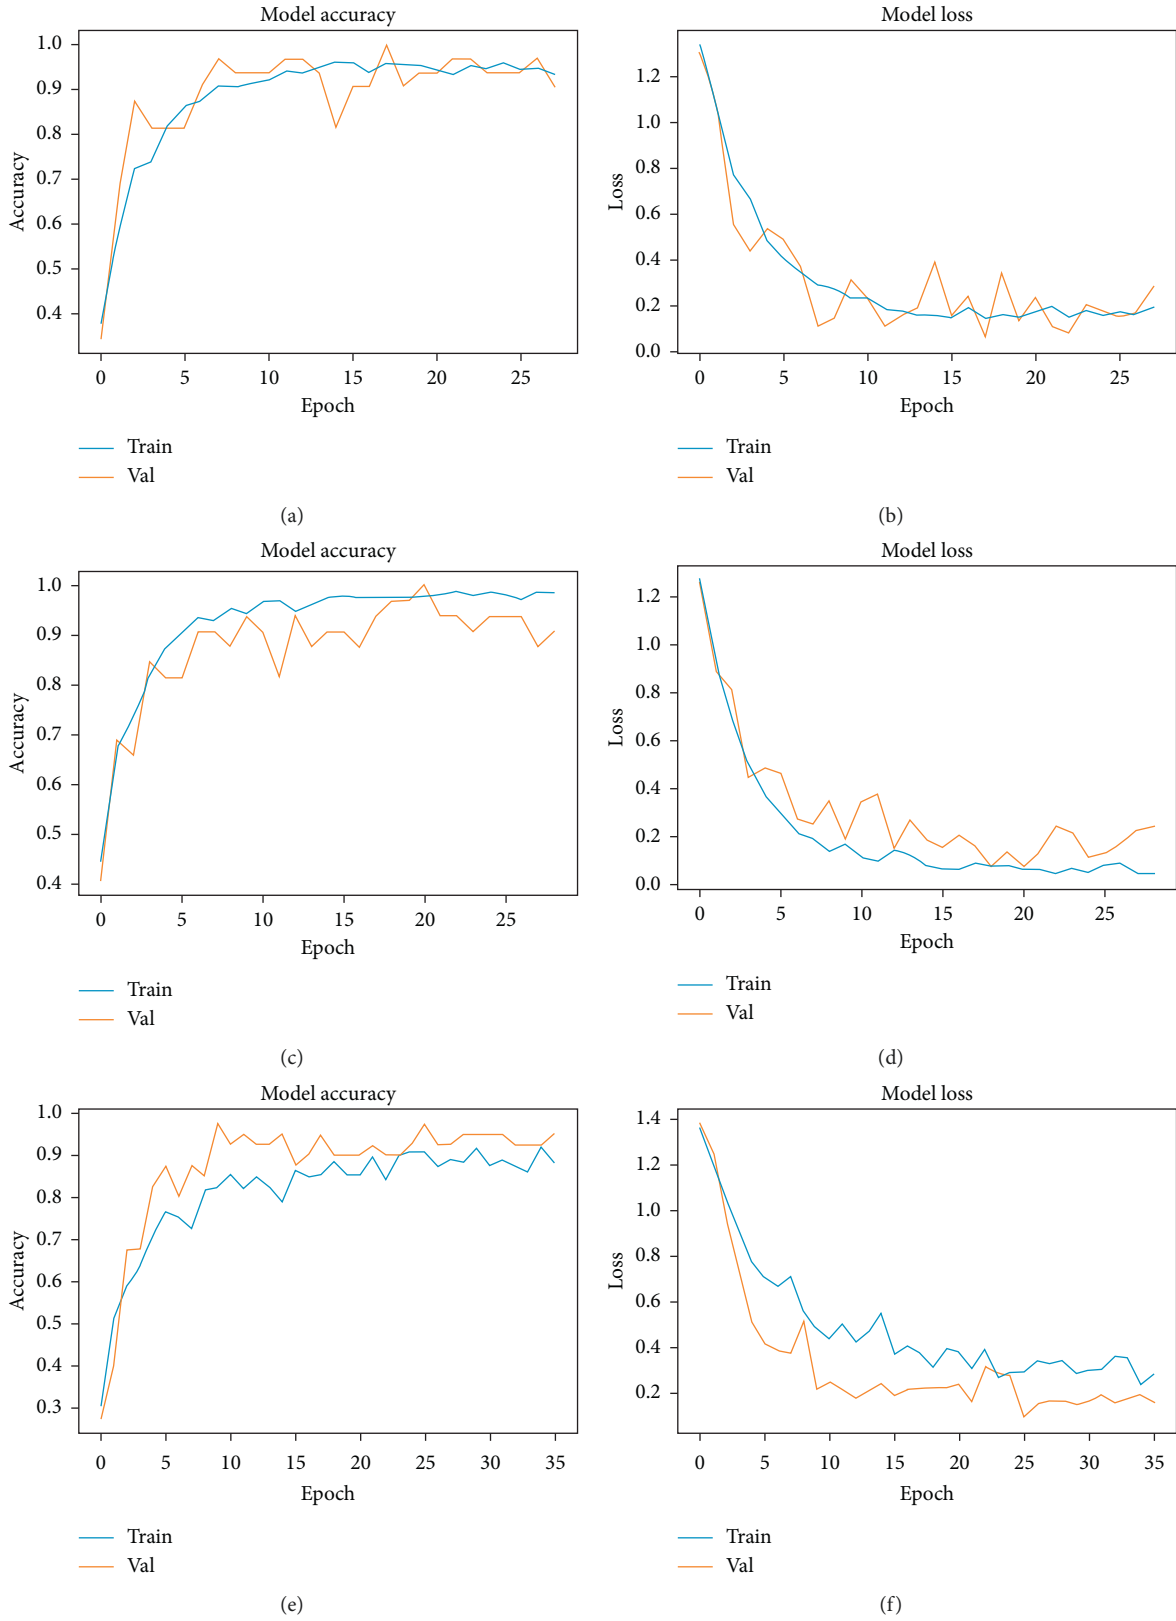 Model accuracy
1.0
0.9
0.8
0.7
0.6
0.5
0.4
Accuracy
0 5 10 15 20 25
Epoch
Train
Val
(a)
Model loss
1.2
1.0
0.8
0.6
0.4
0.2
0.0
Loss
0 5 10 15 20 25
Epoch
Train
Val
(b)
Model accuracy
1.0
0.9
0.8
0.7
0.6
0.5
0.4
Accuracy
0 5 10 15 20 25
Epoch
Train
Val
(c)
Model loss
1.2
1.0
0.8
0.6
0.4
0.2
0.0
Loss
0 5 10 15 20 25
Epoch
Train
Val
(d)
Model accuracy
1.0
0.9
0.8
0.7
0.6
0.5
0.4
0.3
Accuracy
0 5 10 15 20 25 30 35
Epoch
Train
Val
(e)
Model loss
1.4
1.2
1.0
0.8
0.6
0.4
0.2
Loss
0 5 10 15 20 25 30 35
Epoch
Train
Val
(f)